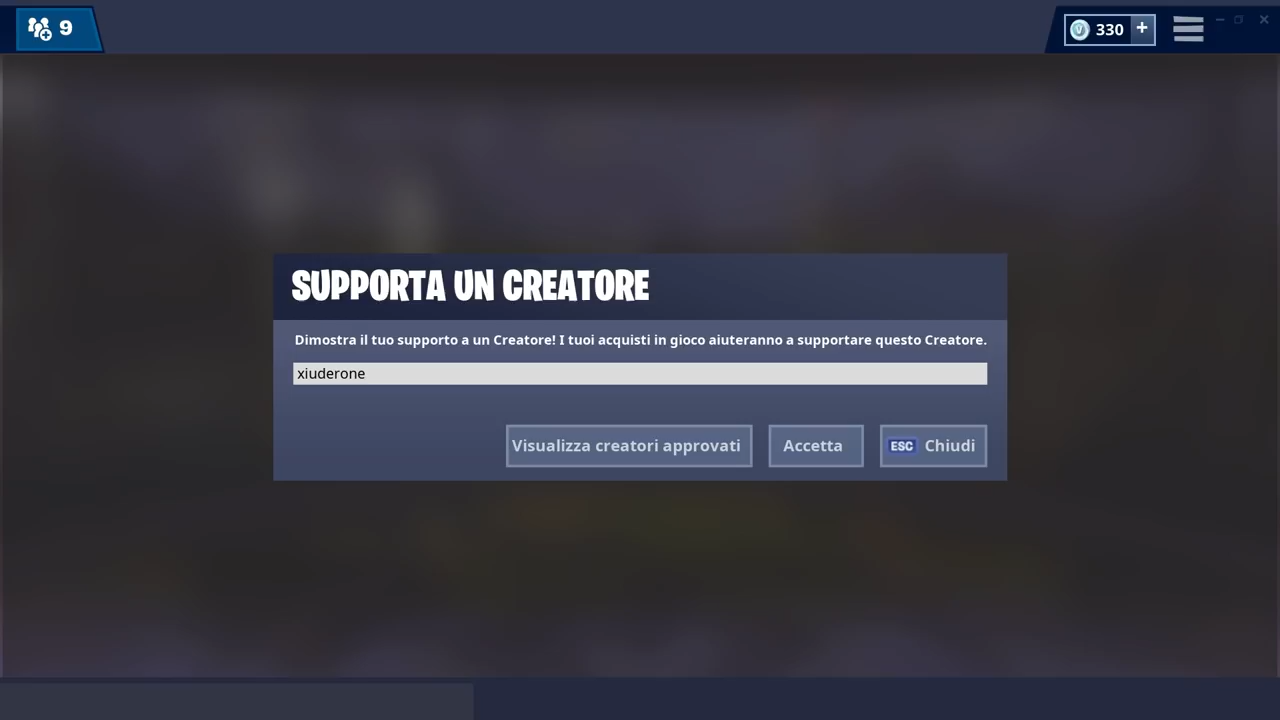 9
330 +
SUPPORTA UN CREATORE
Dimostra il tuo supporto a un Creatore! I tuoi acquisti in gioco aiuteranno a supportare questo Creatore.
xiuderone
Visualizza creatori approvati Accetta ESC Chiudi